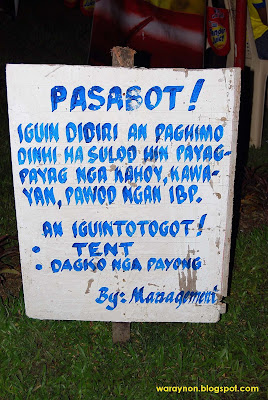 PASABOT!
IGUIN DIDIRI AN PAGHIMO
DINHI HA SULOD HIN PAYAG-
PAYAG NGA KAHOY, KAWA-
YAN, PAWOD NGAN IBP.
AN IGUINTOTOGOT!
• TENT
• DAGKO NGA PAYONG
By: Management
waraynon.blogspot.com